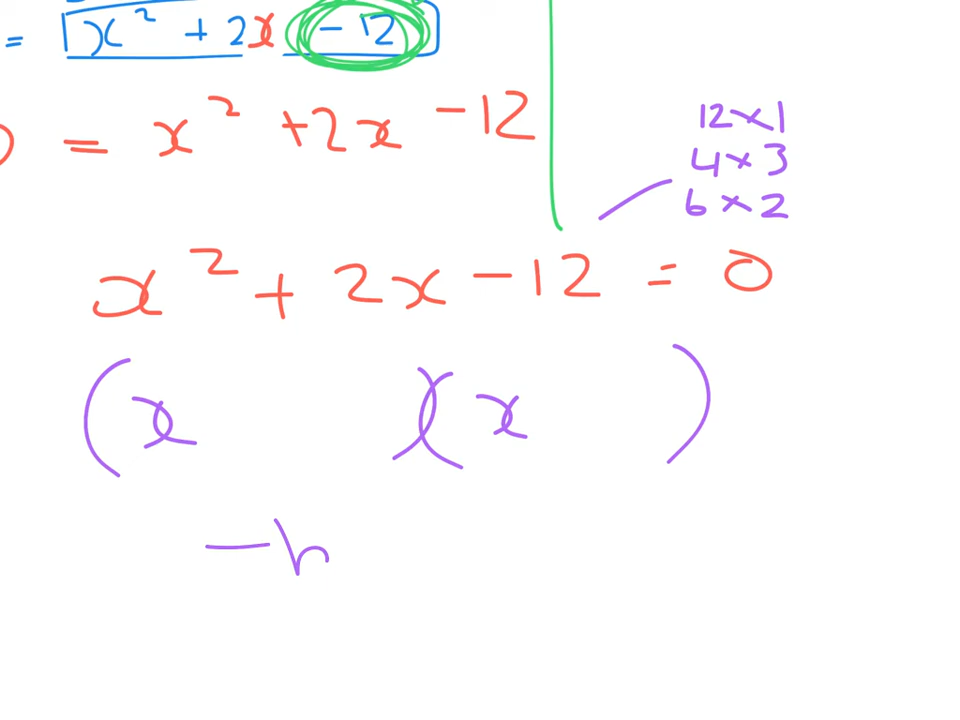 = x² + 2x - 12
= x² + 2x - 12
12 × 1
4 × 3
6 × 2
x² + 2x - 12 = 0
(x )(x )